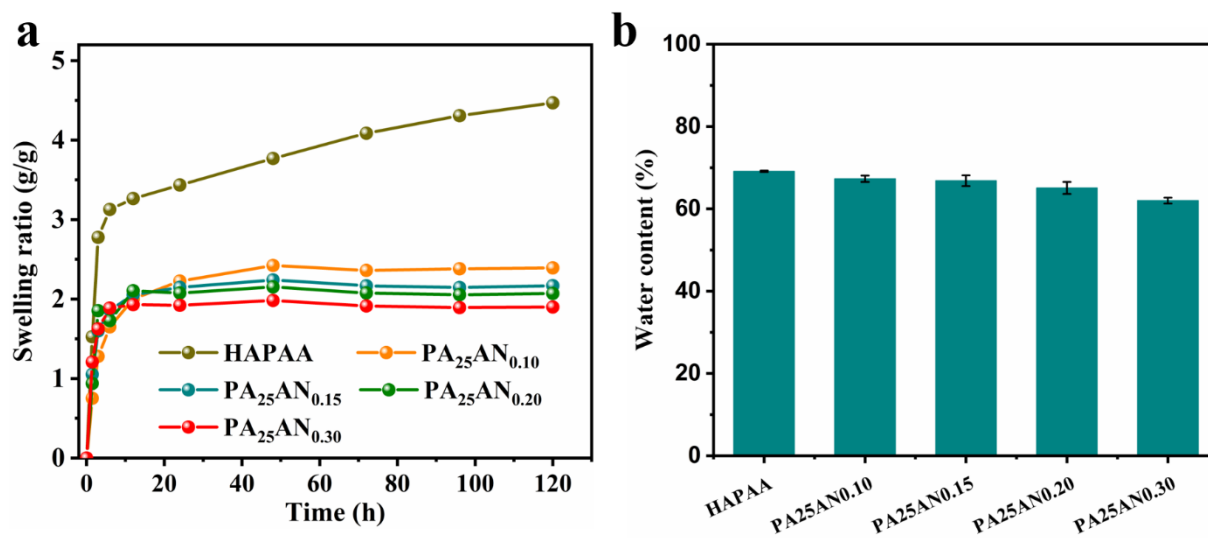 a
Swelling ratio (g/g)
5
4
3
2
1
0
HAPAA
PA₂₅AN₀.₁₀
PA₂₅AN₀.₁₅
PA₂₅AN₀.₂₀
PA₂₅AN₀.₃₀
0 20 40 60 80 100 120
Time (h)
b
Water content (%)
100
80
60
40
20
0
HAPAA
PA25AN0.10
PA25AN0.15
PA25AN0.20
PA25AN0.30